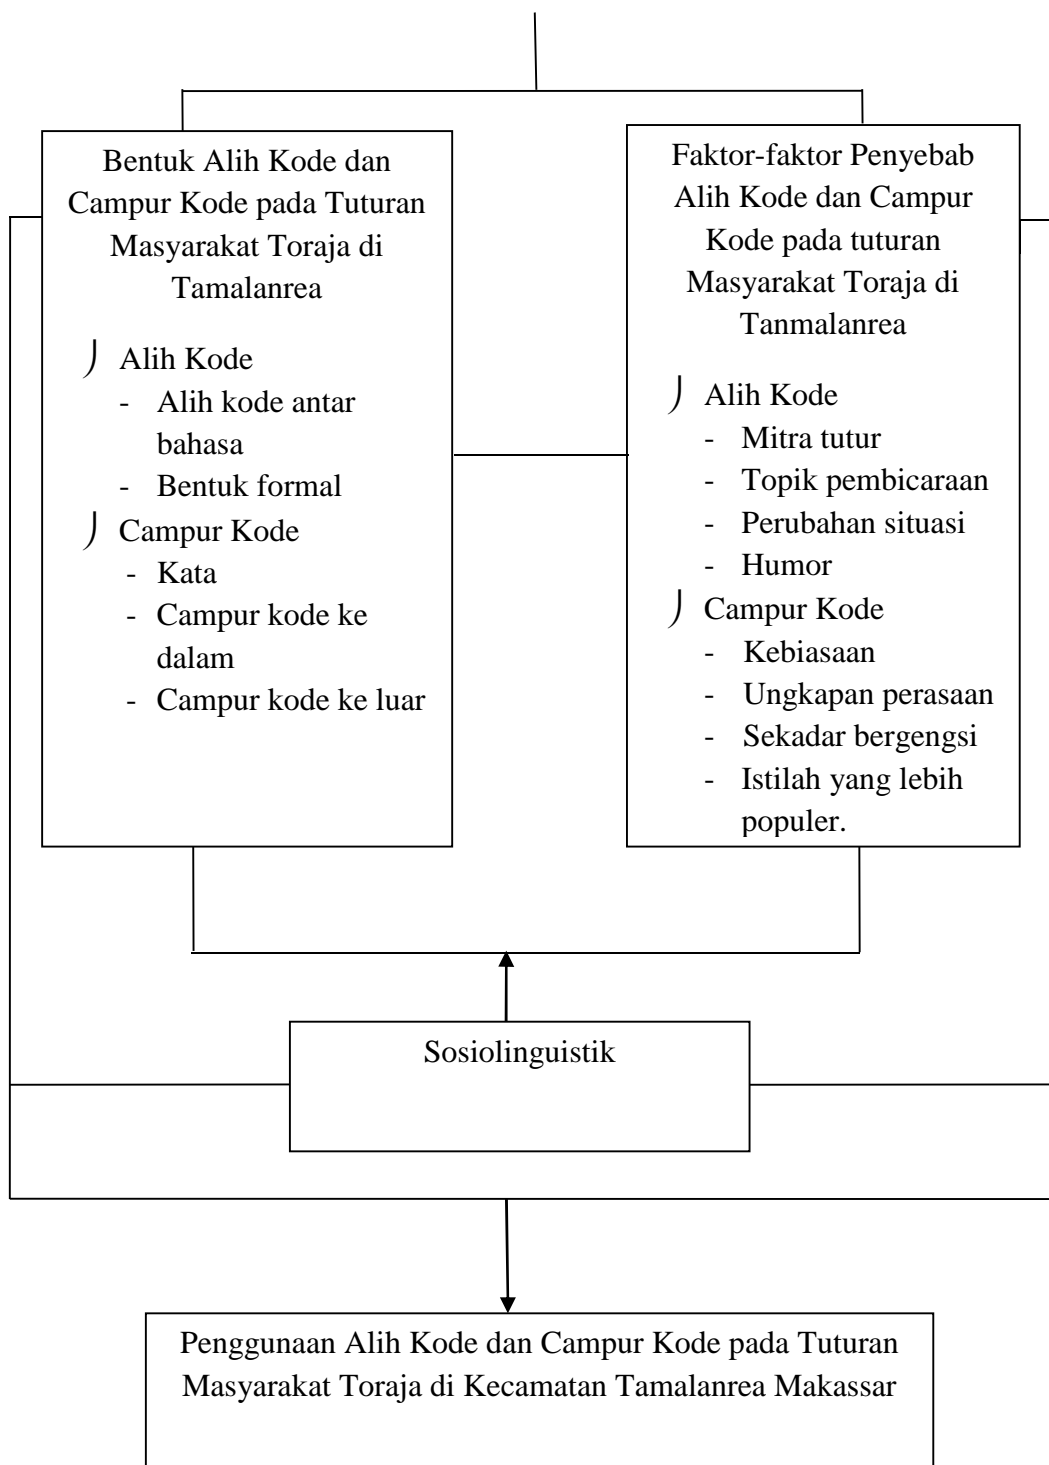 Bentuk Alih Kode dan
Campur Kode pada Tuturan
Masyarakat Toraja di
Tamalanrea
Alih Kode
- Alih kode antar
bahasa
- Bentuk formal
Campur Kode
- Kata
- Campur kode ke
dalam
- Campur kode ke luar
Faktor-faktor Penyebab
Alih Kode dan Campur
Kode pada tuturan
Masyarakat Toraja di
Tanmalanrea
Alih Kode
- Mitra tutur
- Topik pembicaraan
- Perubahan situasi
- Humor
Campur Kode
- Kebiasaan
- Ungkapan perasaan
- Sekadar bergengsi
- Istilah yang lebih
populer.
Sosiolinguistik
Penggunaan Alih Kode dan Campur Kode pada Tuturan
Masyarakat Toraja di Kecamatan Tamalanrea Makassar